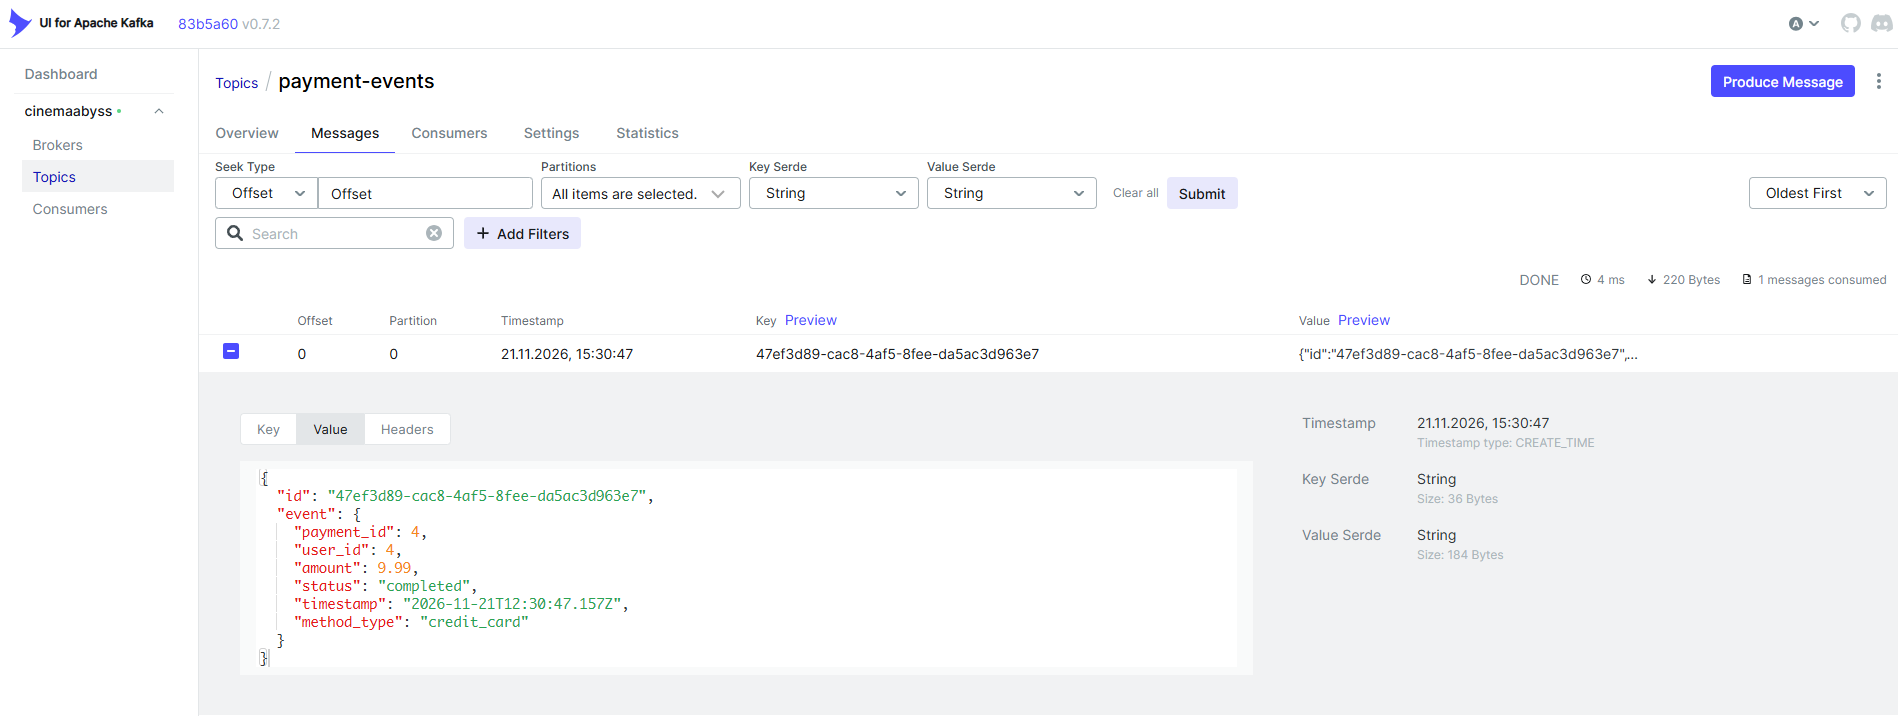 UI for Apache Kafka 83b5a60 v0.7.2 A
Dashboard
cinemaabyss
Brokers
Topics
Consumers
Topics / payment-events
Produce Message
Overview Messages Consumers Settings Statistics
Seek Type Partitions Key Serde Value Serde
Offset Offset All items are selected. String String Clear all Submit Oldest First
Search + Add Filters
DONE 4 ms 220 Bytes 1 messages consumed
Offset Partition Timestamp Key Preview Value Preview
0 0 21.11.2026, 15:30:47 47ef3d89-cac8-4af5-8fee-da5ac3d963e7 {"id":"47ef3d89-cac8-4af5-8fee-da5ac3d963e7",...
Key Value Headers
{
"id": "47ef3d89-cac8-4af5-8fee-da5ac3d963e7",
"event": {
"payment_id": 4,
"user_id": 4,
"amount": 9.99,
"status": "completed",
"timestamp": "2026-11-21T12:30:47.157Z",
"method_type": "credit_card"
}
}
Timestamp 21.11.2026, 15:30:47
Timestamp type: CREATE_TIME
Key Serde String
Size: 36 Bytes
Value Serde String
Size: 184 Bytes